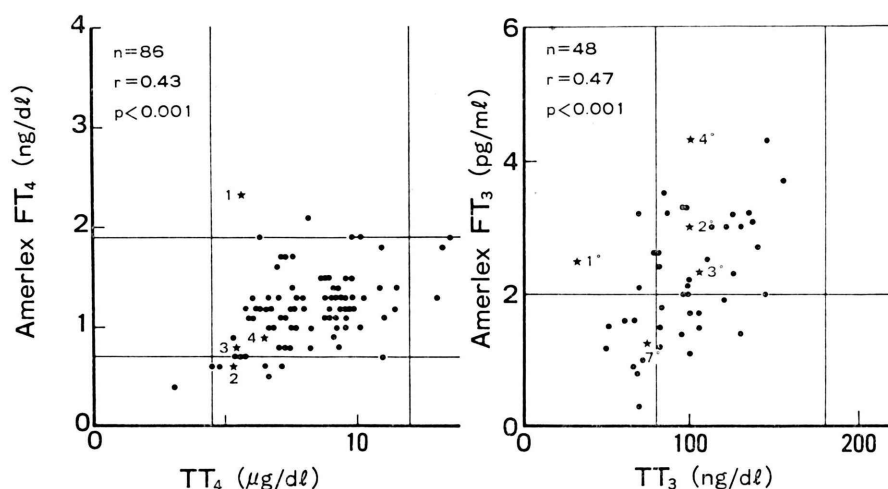 4
3
2
1
0
Amerlex FT₄ (ng/dℓ)
n=86
r=0.43
p<0.001
1
2
3
4
0
10
TT₄ (μg/dℓ)
6
4
2
0
Amerlex FT₃ (pg/mℓ)
n=48
r=0.47
p<0.001
4°
2°
1°
3°
7°
0
100
200
TT₃ (ng/dℓ)